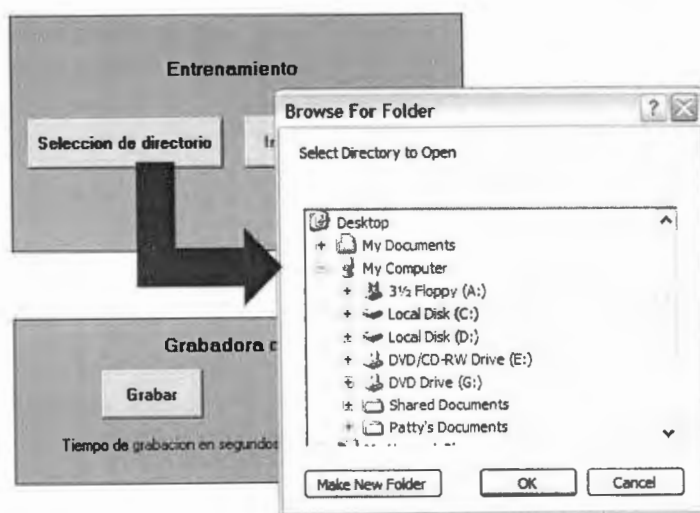 Entrenamiento
Seleccion de directorio
Browse For Folder
Select Directory to Open
Desktop
My Documents
My Computer
3½ Floppy (A:)
Local Disk (C:)
Local Disk (D:)
DVD/CD-RW Drive (E:)
DVD Drive (G:)
Shared Documents
Patty's Documents
Make New Folder
OK
Cancel
Grabadora
Grabar
Tiempo de grabacion en segundos